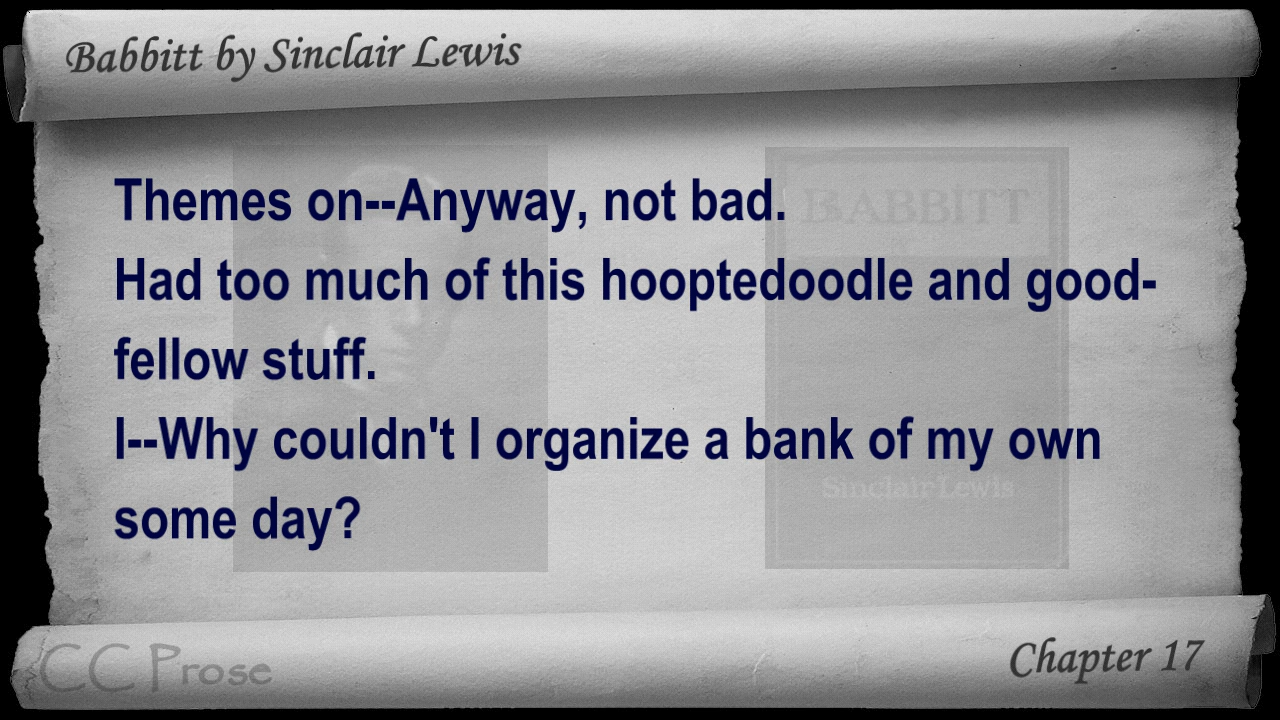 Babbitt by Sinclair Lewis
BABBITT
Themes on--Anyway, not bad.
Had too much of this hooptedoodle and good-
fellow stuff.
I--Why couldn't I organize a bank of my own
some day?
Sinclair Lewis
CC Prose
Chapter 17